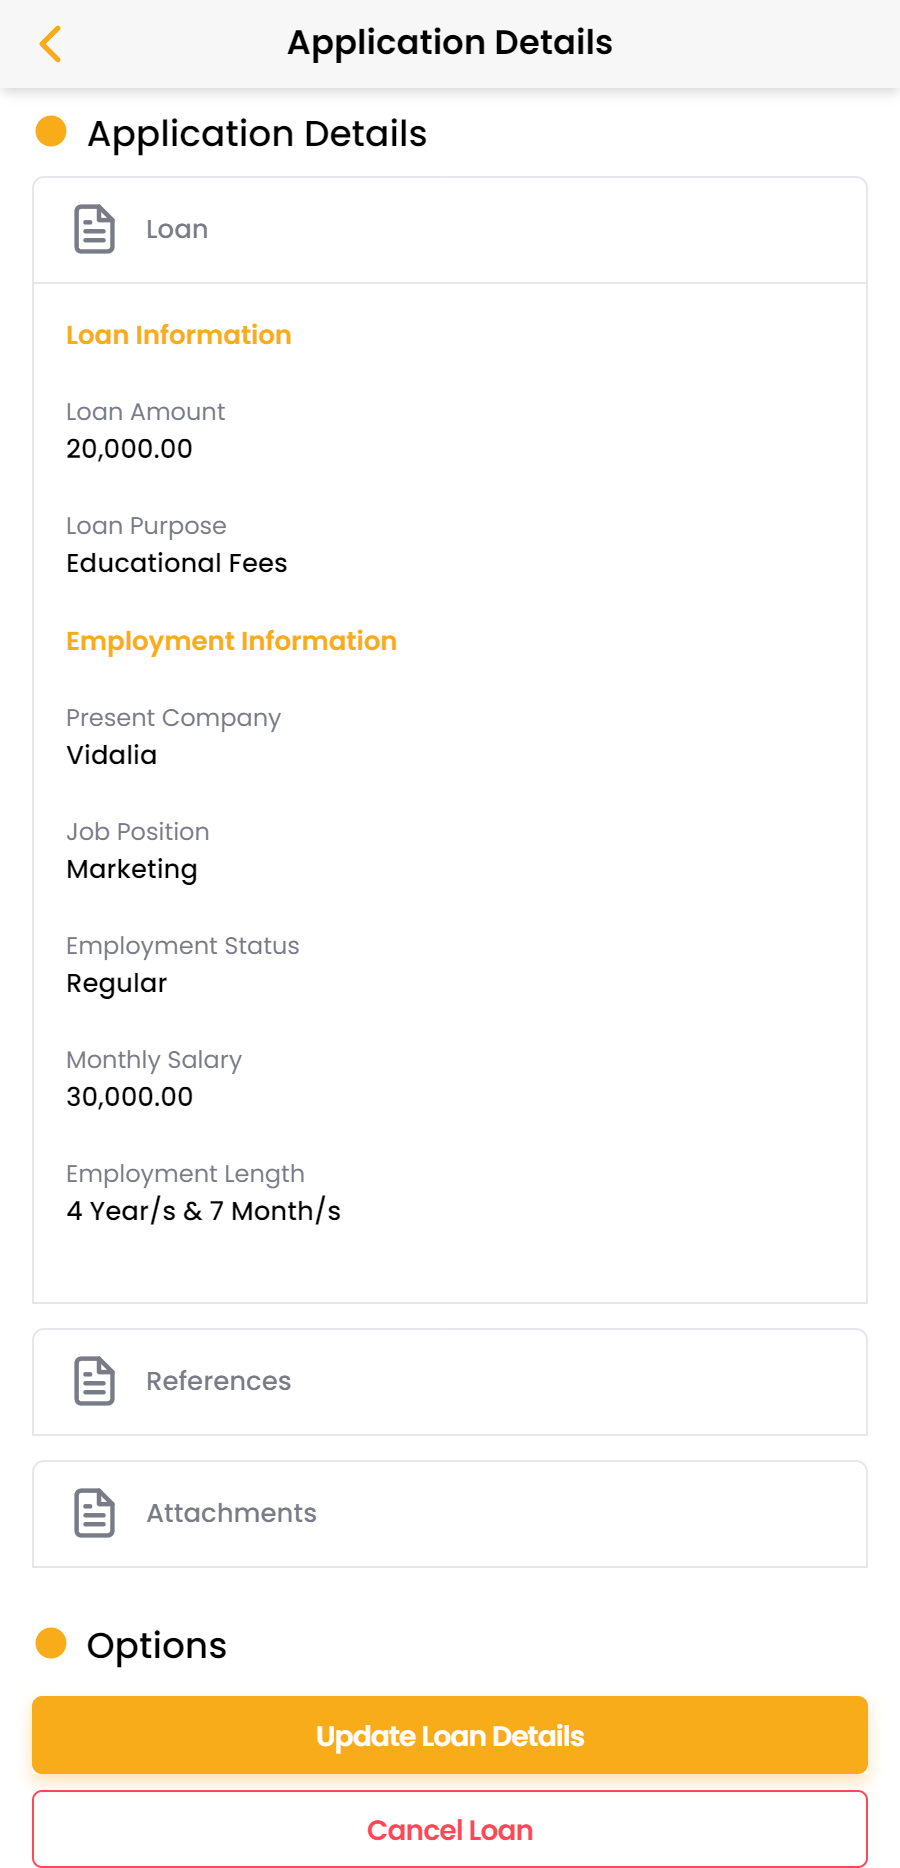 Application Details
Application Details
Loan
Loan Information
Loan Amount
20,000.00
Loan Purpose
Educational Fees
Employment Information
Present Company
Vidalia
Job Position
Marketing
Employment Status
Regular
Monthly Salary
30,000.00
Employment Length
4 Year/s & 7 Month/s
References
Attachments
Options
Update Loan Details
Cancel Loan